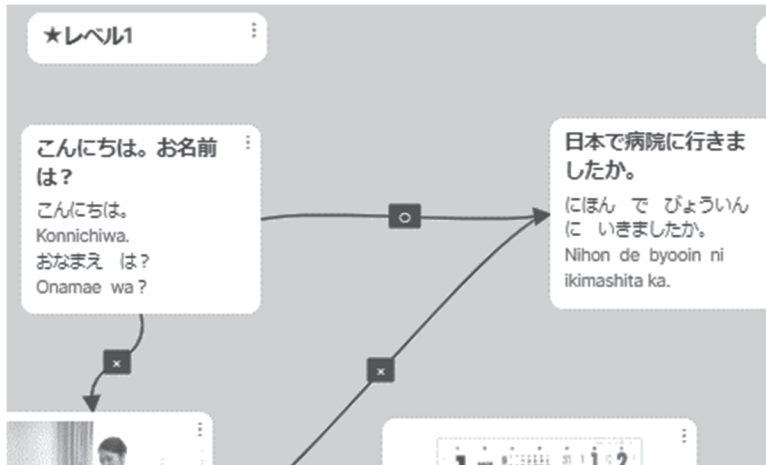 ★レベル1
こんにちは。お名前
は？
こんにちは。
Konnichiwa.
おなまえ　は？
Onamae wa?
○
日本で病院に行きま
したか。
にほん　で　びょういん
に　いきましたか。
Nihon de byooin ni
ikimashita ka.
×
×